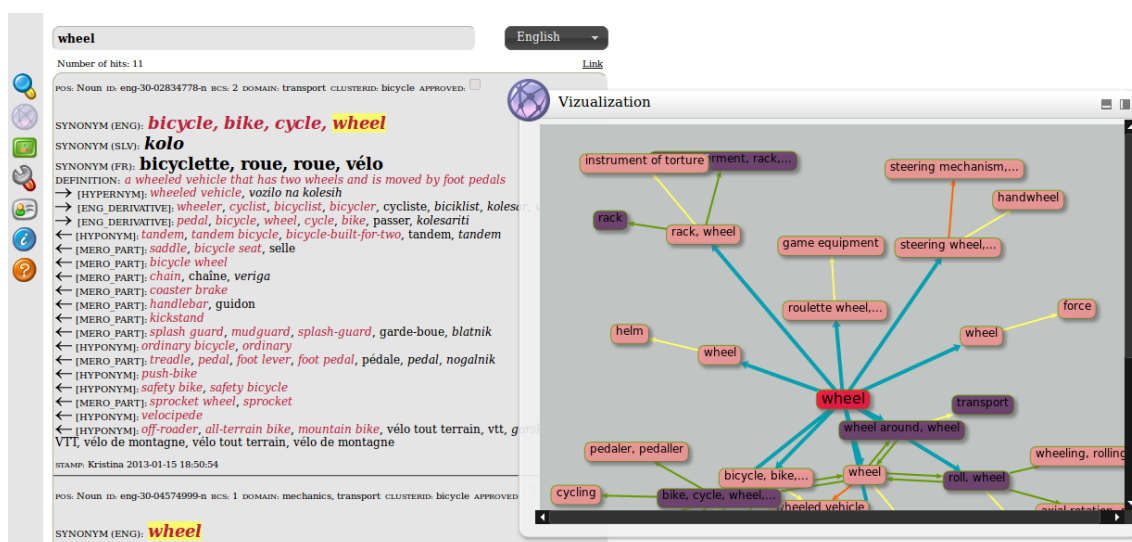 wheel
English
Number of hits: 11
Link
POS: Noun ID: eng-30-02834778-n BCS: 2 DOMAIN: transport CLUSTERID: bicycle APPROVED:
SYNONYM (ENG): bicycle, bike, cycle, wheel
SYNONYM (SLV): kolo
SYNONYM (FR): bicyclette, roue, roue, vélo
DEFINITION: a wheeled vehicle that has two wheels and is moved by foot pedals
→ [HYPERNYM]: wheeled vehicle, vozilo na kolesih
→ [ENG_DERIVATIVE]: wheeler, cyclist, bicyclist, bicycler, cycliste, biciklist,
→ [ENG_DERIVATIVE]: pedal, bicycle, wheel, cycle, bike, passer, kolesariti
← [HYPONYM]: tandem, tandem bicycle, bicycle-built-for-two, tandem, tandem
← [MERO_PART]: saddle, bicycle seat, selle
← [MERO_PART]: bicycle wheel
← [MERO_PART]: chain, chaîne, veriga
← [MERO_PART]: coaster brake
← [MERO_PART]: handlebar, guidon
← [MERO_PART]: kickstand
← [MERO_PART]: splash guard, mudguard, splash-guard, garde-boue, blatnik
← [HYPONYM]: ordinary bicycle, ordinary
← [MERO_PART]: treadle, pedal, foot lever, foot pedal, pédale, pedal, nogalnik
← [HYPONYM]: push-bike
← [HYPONYM]: safety bike, safety bicycle
← [MERO_PART]: sprocket wheel, sprocket
← [HYPONYM]: velocipede
← [HYPONYM]: off-roader, all-terrain bike, mountain bike, vélo tout terrain, vtt,
VTT, vélo de montagne, vélo tout terrain, vélo de montagne
STAMP: Kristina 2013-01-15 18:50:54
POS: Noun ID: eng-30-04574999-n BCS: 1 DOMAIN: mechanics, transport CLUSTERID: bicycle APPROVED
SYNONYM (ENG): wheel
Vizualization
instrument of torture
rack,...
steering mechanism,...
handwheel
rack
rack, wheel
game equipment
steering wheel,...
roulette wheel,...
force
helm
wheel
wheel
wheel
transport
wheel around, wheel
pedaler, pedaller
wheeling, rolling
bicycle, bike,...
wheel
roll, wheel
cycling
bike, cycle, wheel,...
wheeled vehicle
axial rotation,